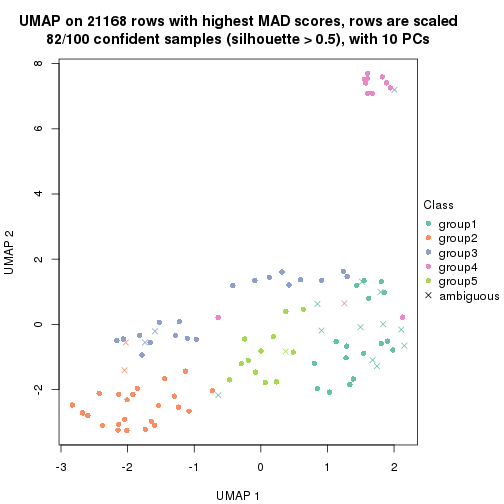 UMAP on 21168 rows with highest MAD scores, rows are scaled
82/100 confident samples (silhouette > 0.5), with 10 PCs
8
6
4
2
0
-2
UMAP 2
-3
-2
-1
0
1
2
UMAP 1
Class
group1
group2
group3
group4
group5
ambiguous